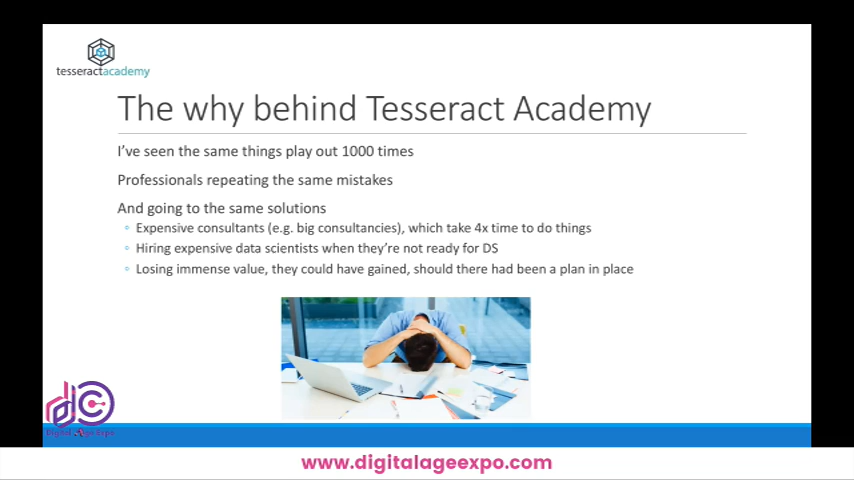 tesseractacademy
The why behind Tesseract Academy
I've seen the same things play out 1000 times
Professionals repeating the same mistakes
And going to the same solutions
Expensive consultants (e.g. big consultancies), which take 4x time to do things
Hiring expensive data scientists when they're not ready for DS
Losing immense value, they could have gained, should there had been a plan in place
Digital Age Expo
www.digitalageexpo.com